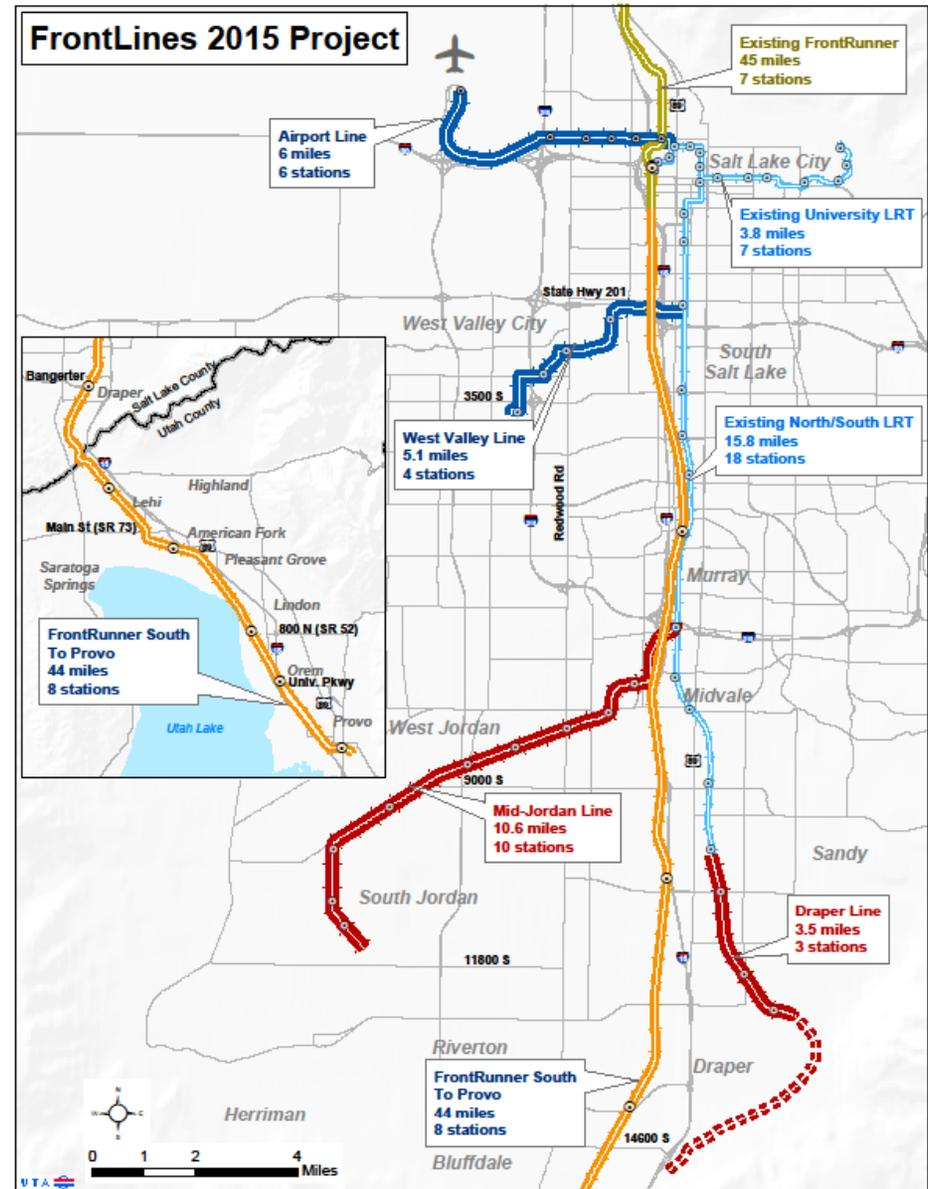 FrontLines 2015 Project
Existing FrontRunner
45 miles
7 stations
Airport Line
6 miles
6 stations
Salt Lake City
Existing University LRT
3.8 miles
7 stations
State Hwy 201
West Valley City
South
Salt Lake
3500 S
West Valley Line
5.1 miles
4 stations
Existing North/South LRT
15.8 miles
18 stations
Redwood Rd
Bangerter
Draper
Salt Lake County
Utah County
Lehi
Highland
Main St (SR 73)
American Fork
Pleasant Grove
Saratoga
Springs
Lindon
800 N (SR 52)
FrontRunner South
To Provo
44 miles
8 stations
Orem
Univ. Pkwy
Utah Lake
Provo
Murray
Midvale
West Jordan
9000 S
Mid-Jordan Line
10.6 miles
10 stations
Sandy
South Jordan
Draper Line
3.5 miles
3 stations
11800 S
Riverton
Draper
FrontRunner South
To Provo
44 miles
8 stations
Herriman
14600 S
Bluffdale
N
W
E
S
0 1 2 4
Miles
UTA